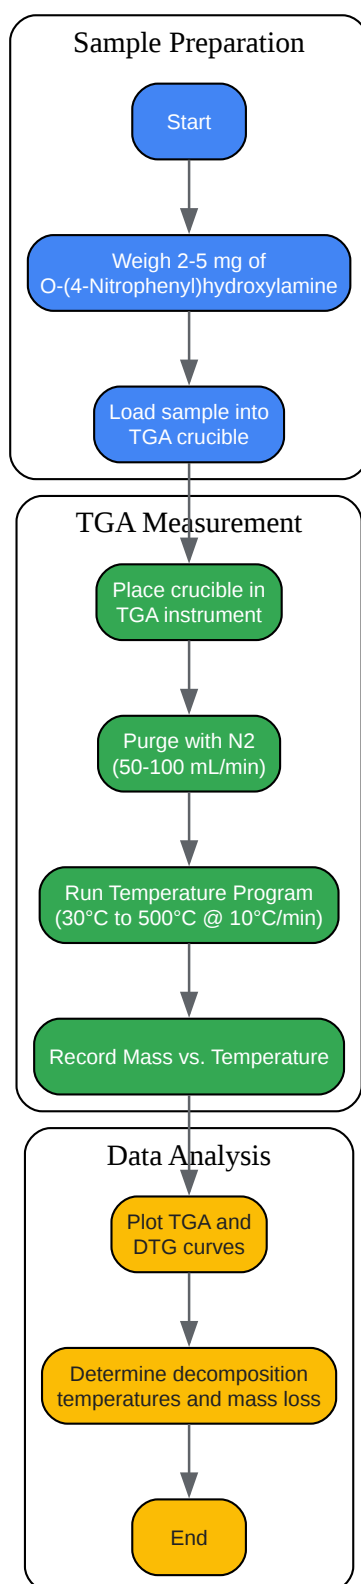 Sample Preparation
Start
Weigh 2-5 mg of
O-(4-Nitrophenyl)hydroxylamine
Load sample into
TGA crucible
TGA Measurement
Place crucible in
TGA instrument
Purge with N2
(50-100 mL/min)
Run Temperature Program
(30°C to 500°C @ 10°C/min)
Record Mass vs. Temperature
Data Analysis
Plot TGA and
DTG curves
Determine decomposition
temperatures and mass loss
End